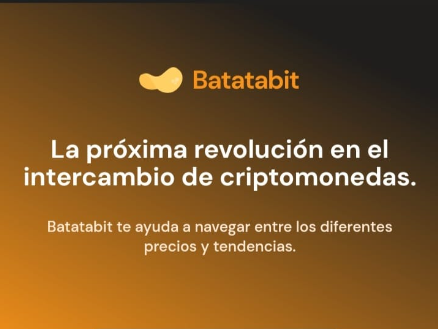 Batatabit
La próxima revolución en el
intercambio de criptomonedas.
Batatabit te ayuda a navegar entre los diferentes
precios y tendencias.